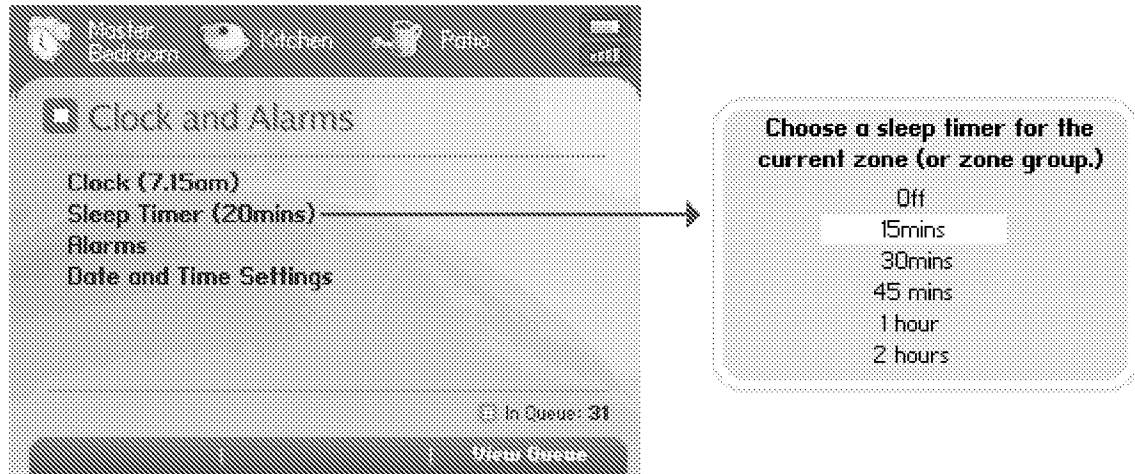 Master
Bedroom
Kitchen
Patio
Clock and Alarms
Clock (7.15am)
Sleep Timer (20mins)
Alarms
Date and Time Settings
In Queue: 31
View Queue
Choose a sleep timer for the
current zone (or zone group.)
Off
15mins
30mins
45 mins
1 hour
2 hours